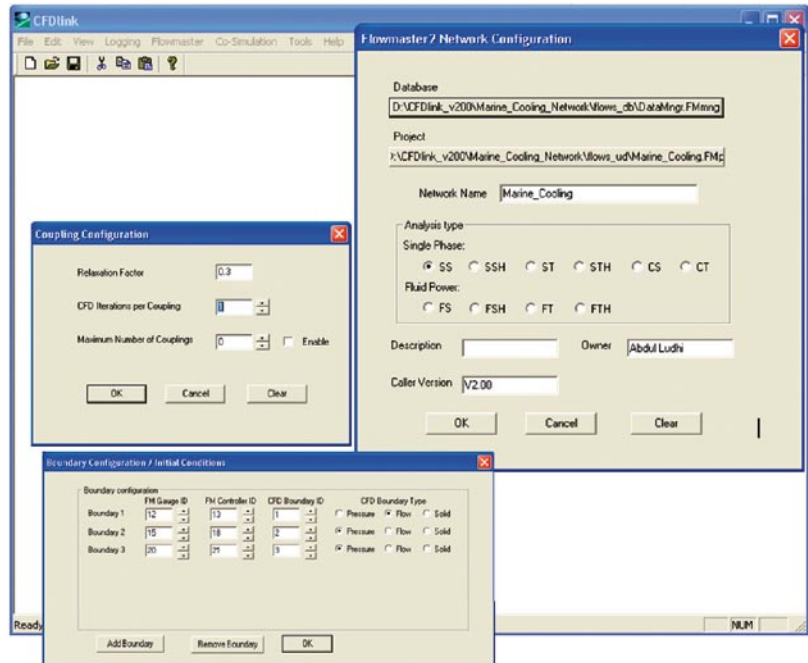 CFDlink
File Edit View Logging Flowmaster Co-Simulation Tools Help
Flowmaster2 Network Configuration
Database
D:\CFDlink_v200\Marine_Cooling_Network\flows_db\DataMngr.FMmng
Project
):\CFDlink_v200\Marine_Cooling_Network\flows_ud\Marine_Cooling.FMp
Network Name Marine_Cooling
Analysis type
Single Phase:
SS SSH ST STH CS CT
Fluid Power:
FS FSH FT FTH
Description Owner Abdul Ludhi
Caller Version V2.00
OK Cancel Clear
Coupling Configuration
Relaxation Factor 0.3
CFD Iterations per Coupling 1
Maximum Number of Couplings 0 Enable
OK Cancel Clear
Boundary Configuration / Initial Conditions
Boundary configuration
FM Gauge ID FM Controller ID CFD Boundary ID CFD Boundary Type
Boundary 1 12 13 1 Pressure Flow Solid
Boundary 2 15 18 2 Pressure Flow Solid
Boundary 3 20 21 3 Pressure Flow Solid
Add Boundary Remove Boundary OK
Ready
NUM